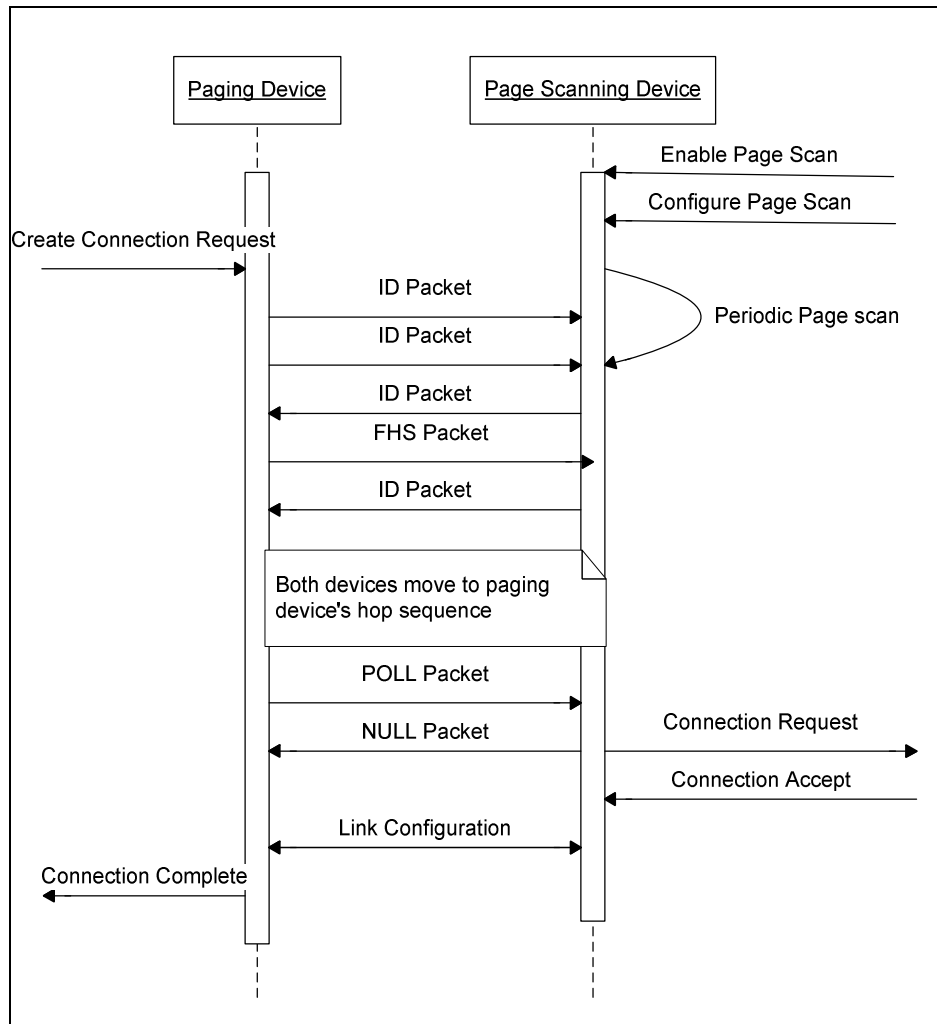 Paging Device
Page Scanning Device
Enable Page Scan
Configure Page Scan
Create Connection Request
ID Packet
Periodic Page scan
ID Packet
ID Packet
FHS Packet
ID Packet
Both devices move to paging
device's hop sequence
POLL Packet
NULL Packet
Connection Request
Connection Accept
Link Configuration
Connection Complete